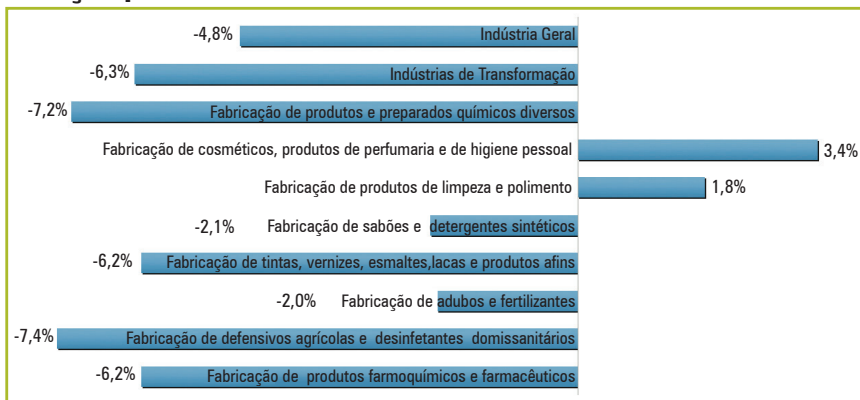 -4,8% Indústria Geral
-6,3% Indústrias de Transformação
-7,2% Fabricação de produtos e preparados químicos diversos
Fabricação de cosméticos, produtos de perfumaria e de higiene pessoal 3,4%
Fabricação de produtos de limpeza e polimento 1,8%
-2,1% Fabricação de sabões e detergentes sintéticos
-6,2% Fabricação de tintas, vernizes, esmaltes,lacas e produtos afins
-2,0% Fabricação de adubos e fertilizantes
-7,4% Fabricação de defensivos agrícolas e desinfetantes domissanitários
-6,2% Fabricação de produtos farmoquímicos e farmacêuticos